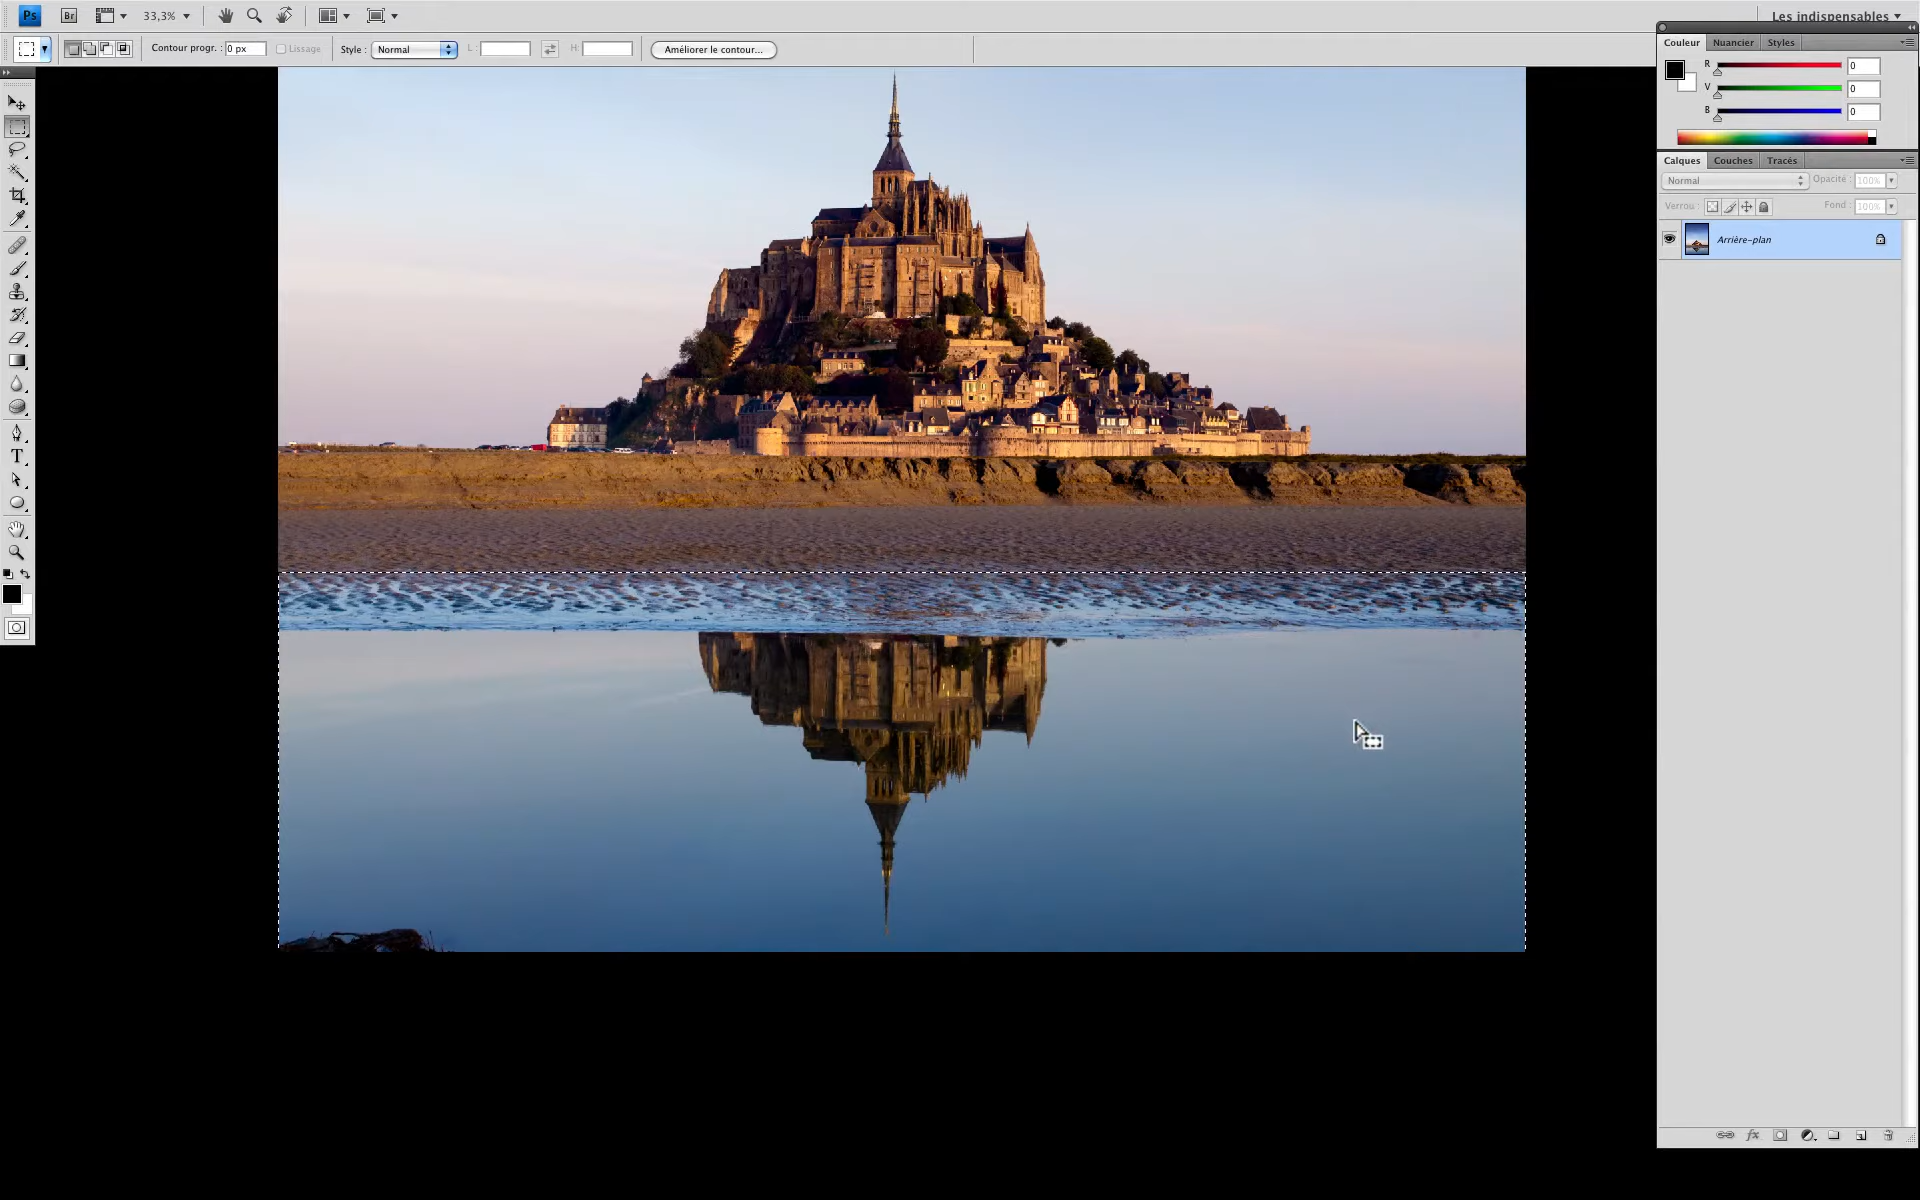 Ps Br 33,3% Les indispensables
Contour progr. : 0 px Lissage Style : Normal L : H: Améliorer le contour...
Couleur Nuancier Styles
R 0
V 0
B 0
Calques Couches Tracés
Normal Opacité : 100%
Verrou : Fond : 100%
Arrière-plan
T
fx